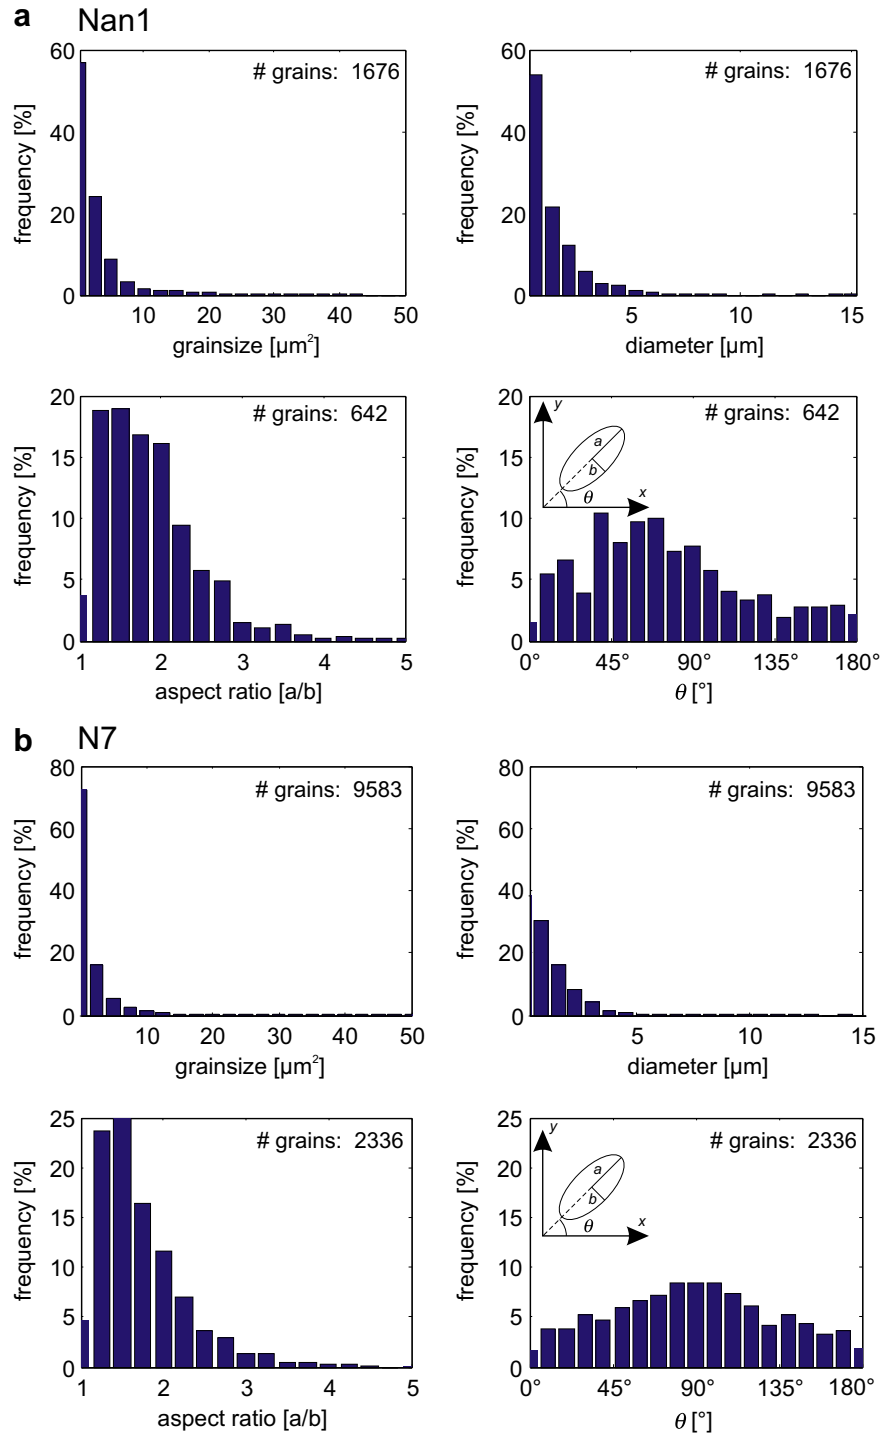 a Nan1
# grains: 1676
frequency [%]
60
40
20
0
10 20 30 40 50
grainsize [µm²]
# grains: 1676
frequency [%]
60
40
20
0
5 10 15
diameter [µm]
# grains: 642
frequency [%]
20
15
10
5
0
1 2 3 4 5
aspect ratio [a/b]
# grains: 642
frequency [%]
20
15
10
5
0
y
a
b
θ
x
0° 45° 90° 135° 180°
θ [°]
b N7
# grains: 9583
frequency [%]
80
60
40
20
0
10 20 30 40 50
grainsize [µm²]
# grains: 9583
frequency [%]
80
60
40
20
0
5 10 15
diameter [µm]
# grains: 2336
frequency [%]
25
20
15
10
5
0
1 2 3 4 5
aspect ratio [a/b]
# grains: 2336
frequency [%]
25
20
15
10
5
0
y
a
b
θ
x
0° 45° 90° 135° 180°
θ [°]